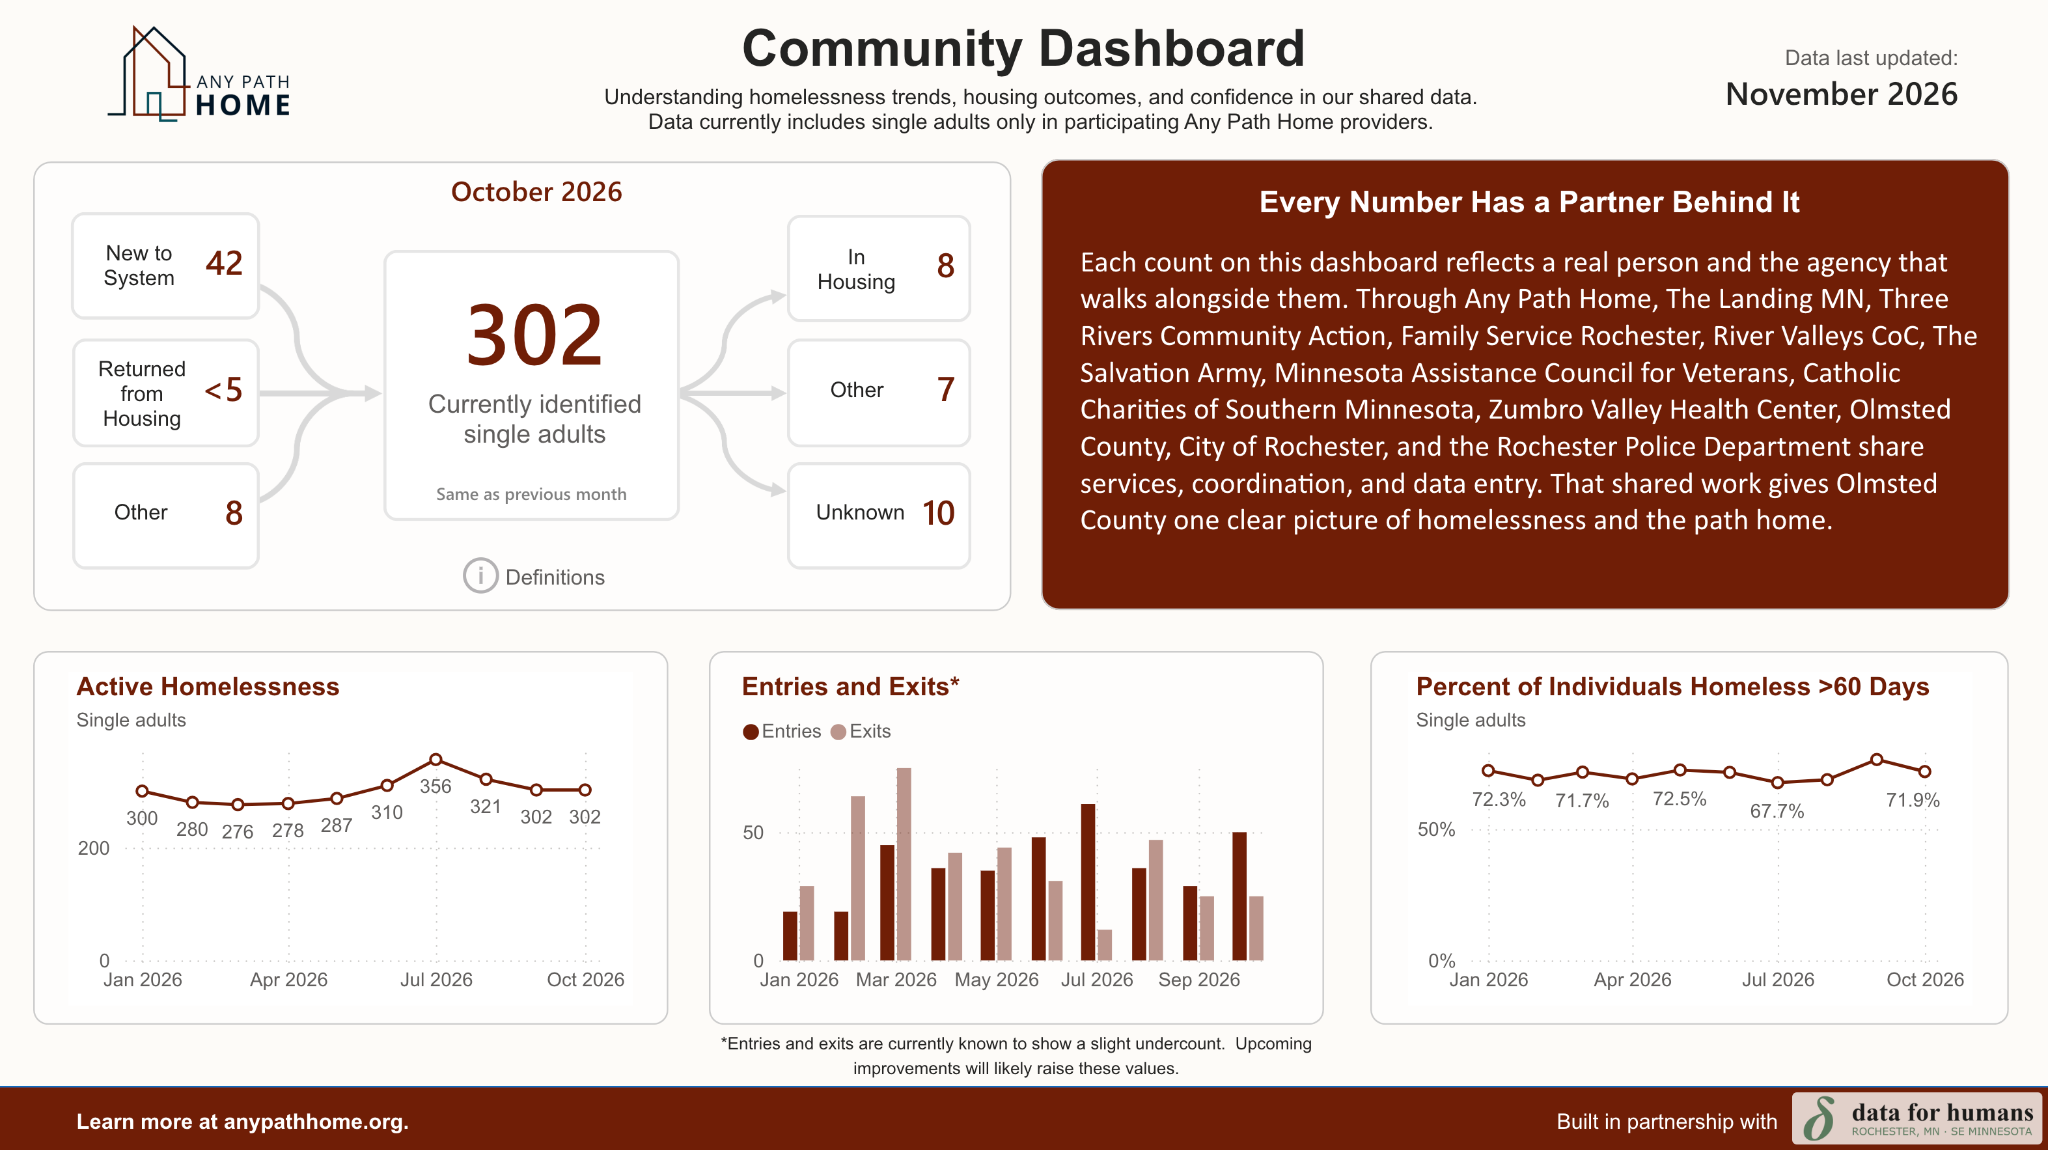 ANY PATH
HOME
Community Dashboard
Understanding homelessness trends, housing outcomes, and confidence in our shared data.
Data currently includes single adults only in participating Any Path Home providers.
Data last updated:
November 2026
October 2026
New to
System
42
Returned
from
Housing
<5
Other
8
302
Currently identified
single adults
Same as previous month
In
Housing
8
Other
7
Unknown
10
i Definitions
Every Number Has a Partner Behind It
Each count on this dashboard reflects a real person and the agency that
walks alongside them. Through Any Path Home, The Landing MN, Three
Rivers Community Action, Family Service Rochester, River Valleys CoC, The
Salvation Army, Minnesota Assistance Council for Veterans, Catholic
Charities of Southern Minnesota, Zumbro Valley Health Center, Olmsted
County, City of Rochester, and the Rochester Police Department share
services, coordination, and data entry. That shared work gives Olmsted
County one clear picture of homelessness and the path home.
Active Homelessness
Single adults
300 280 276 278 287 310 356 321 302 302
200
0
Jan 2026 Apr 2026 Jul 2026 Oct 2026
Entries and Exits*
Entries Exits
50
0
Jan 2026 Mar 2026 May 2026 Jul 2026 Sep 2026
*Entries and exits are currently known to show a slight undercount. Upcoming
improvements will likely raise these values.
Percent of Individuals Homeless >60 Days
Single adults
72.3% 71.7% 72.5% 67.7% 71.9%
50%
0%
Jan 2026 Apr 2026 Jul 2026 Oct 2026
Learn more at anypathhome.org.
Built in partnership with
δ data for humans
ROCHESTER, MN · SE MINNESOTA